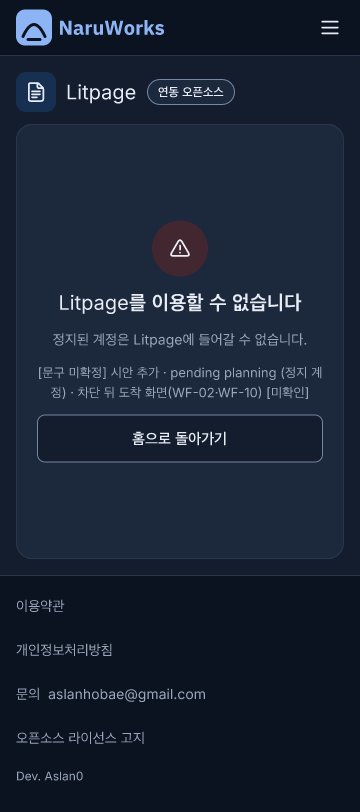 NaruWorks
Litpage 연동 오픈소스
Litpage를 이용할 수 없습니다
정지된 계정은 Litpage에 들어갈 수 없습니다.
[문구 미확정] 시안 추가 · pending planning (정지 계
정) · 차단 뒤 도착 화면(WF-02·WF-10) [미확인]
홈으로 돌아가기
이용약관
개인정보처리방침
문의 aslanhobae@gmail.com
오픈소스 라이선스 고지
Dev. Aslan0